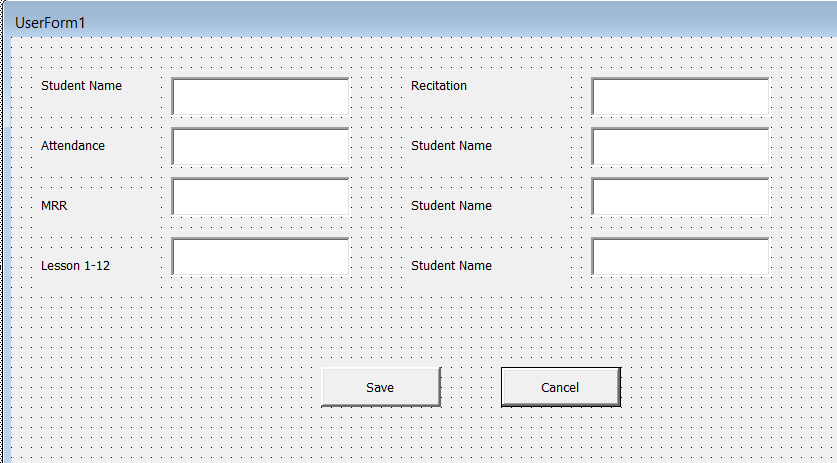 UserForm1
Student Name
Recitation
Attendance
Student Name
MRR
Student Name
Lesson 1-12
Student Name
Save
Cancel